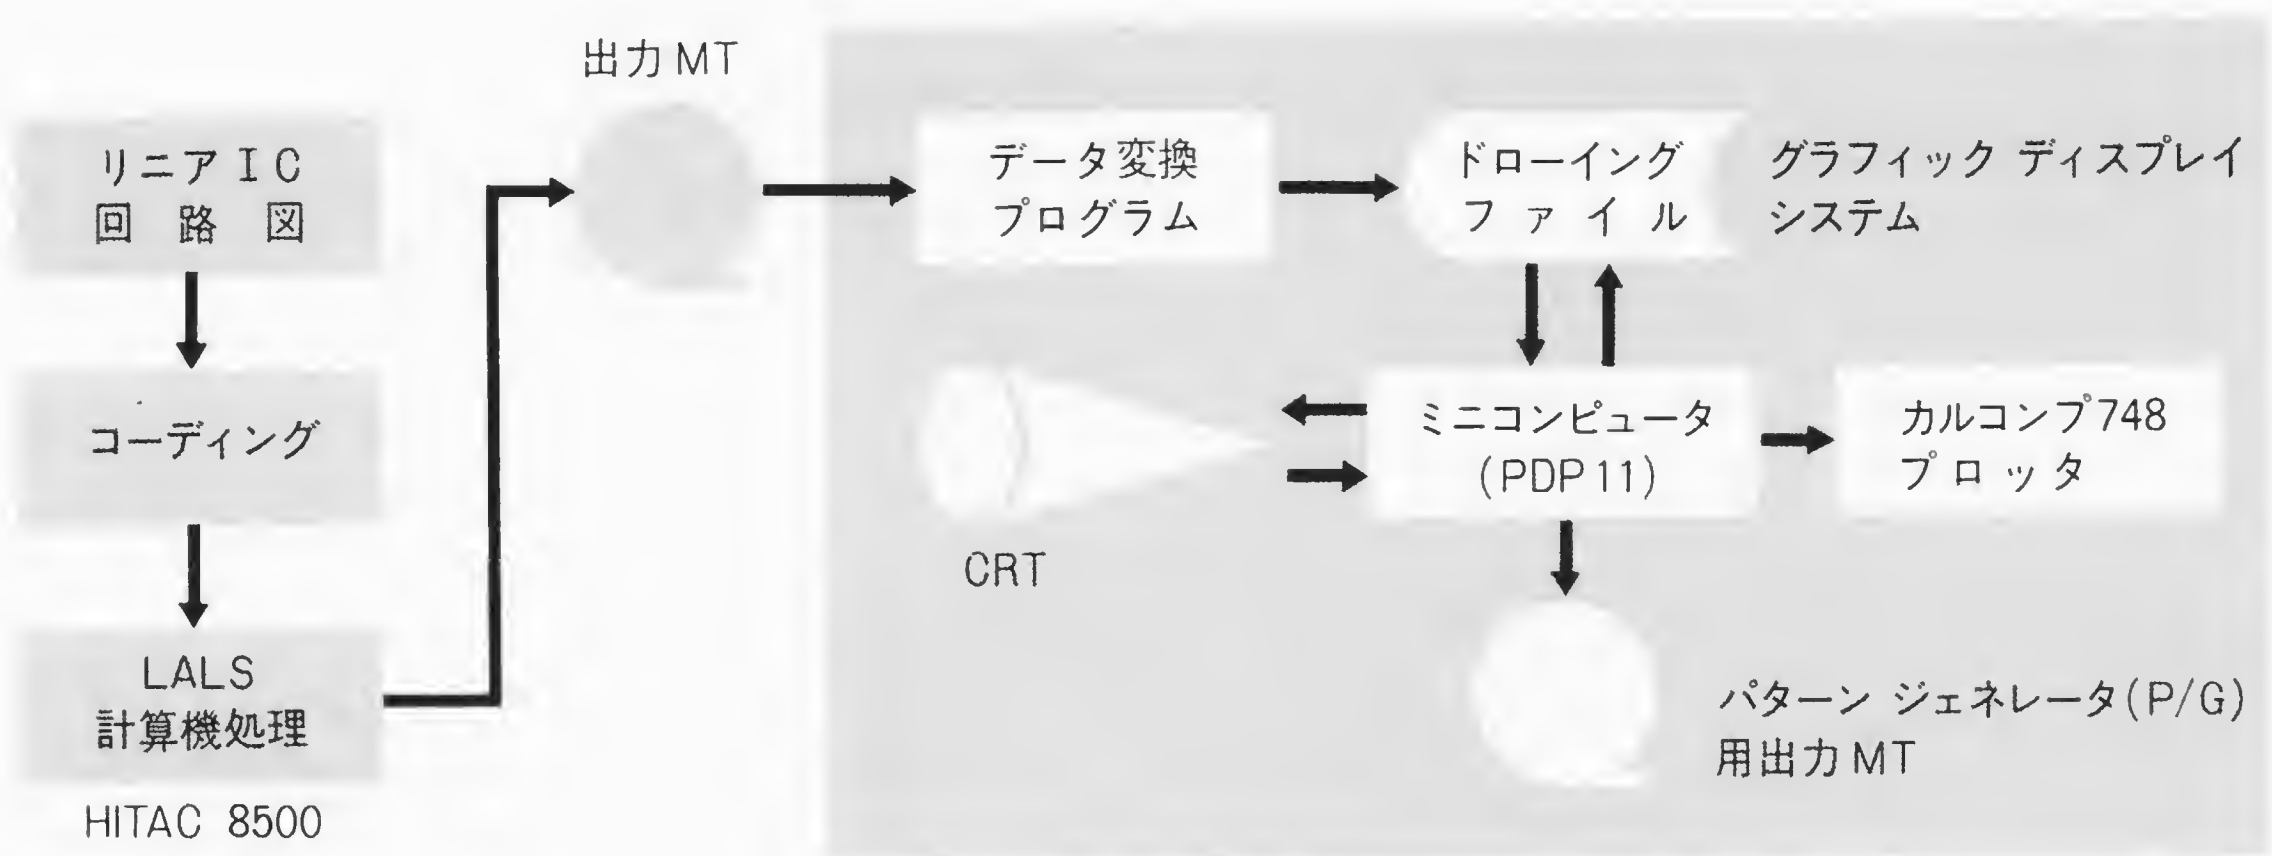 リニアIC
回路図
コーディング
LALS
計算機処理
HITAC 8500
出力MT
データ変換
プログラム
ドローイング
ファイル
グラフィック ディスプレイ
システム
CRT
ミニコンピュータ
(PDP11)
カルコンプ748
プロッタ
パターン ジェネレータ(P/G)
用出力MT